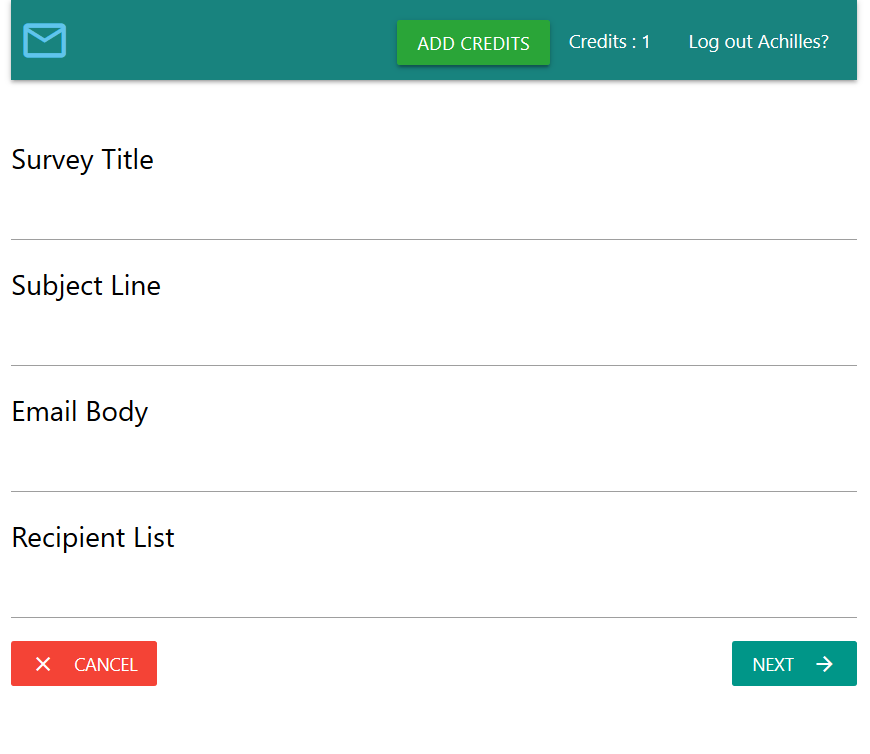 ADD CREDITS Credits : 1 Log out Achilles?
Survey Title
Subject Line
Email Body
Recipient List
CANCEL NEXT